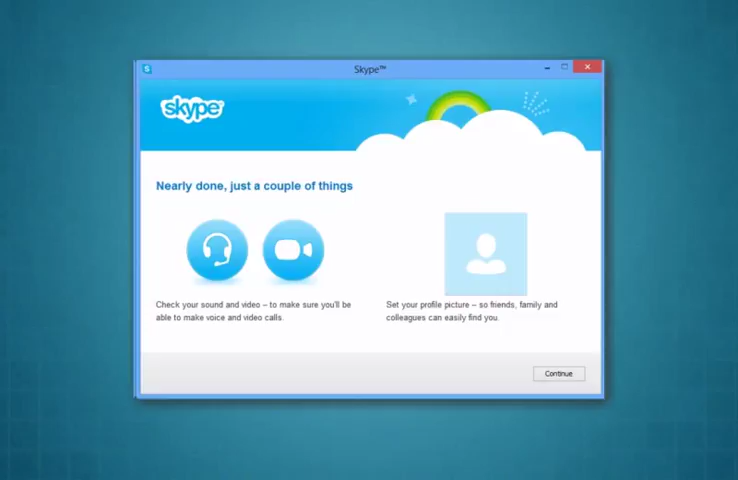 Skype™
skype™
Nearly done, just a couple of things
Check your sound and video – to make sure you'll be
able to make voice and video calls.
Set your profile picture – so friends, family and
colleagues can easily find you.
Continue